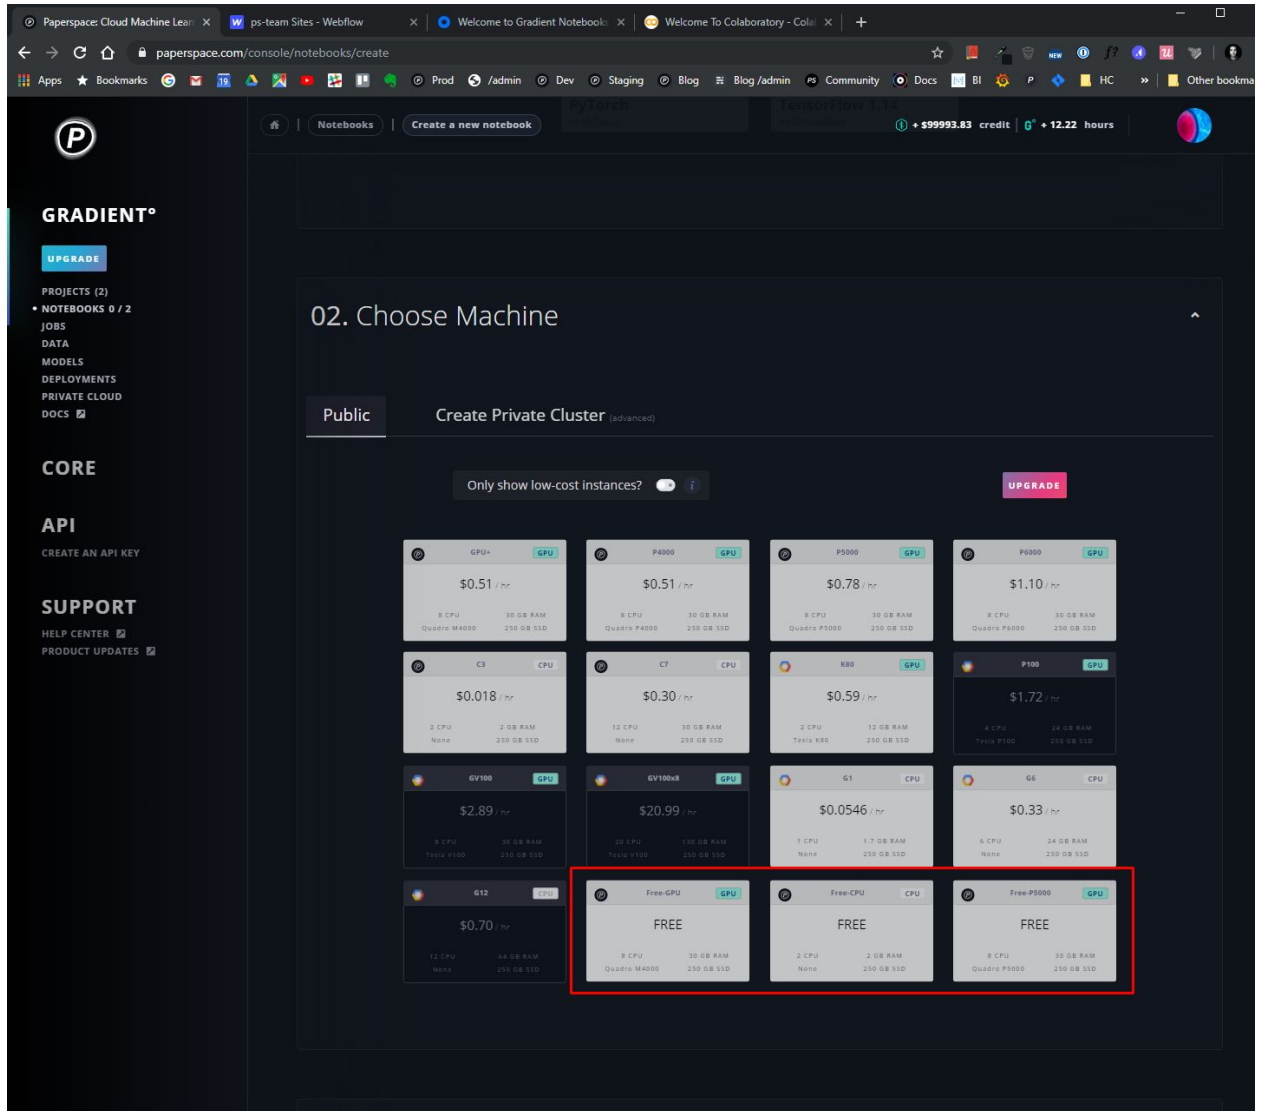 Paperspace: Cloud Machine Lear
ps-team Sites - Webflow
Welcome to Gradient Notebook
Welcome To Colaboratory - Colal
paperspace.com/console/notebooks/create
Apps
Bookmarks
Prod
/admin
Dev
Staging
Blog
Blog /admin
Community
Docs
BI
HC
Other bookma
PyTorch
TensorFlow 1.14
Notebooks
Create a new notebook
+ $99993.83 credit
+ 12.22 hours
GRADIENT°
UPGRADE
PROJECTS (2)
NOTEBOOKS 0 / 2
JOBS
DATA
MODELS
DEPLOYMENTS
PRIVATE CLOUD
DOCS
CORE
API
CREATE AN API KEY
SUPPORT
HELP CENTER
PRODUCT UPDATES
02. Choose Machine
Public
Create Private Cluster (advanced)
Only show low-cost instances?
UPGRADE
GPU+ GPU
$0.51 / hr
8 CPU 30 GB RAM
Quadro M4000 250 GB SSD
P4000 GPU
$0.51 / hr
8 CPU 30 GB RAM
Quadro P4000 250 GB SSD
P5000 GPU
$0.78 / hr
8 CPU 30 GB RAM
Quadro P5000 250 GB SSD
P6000 GPU
$1.10 / hr
8 CPU 30 GB RAM
Quadro P6000 250 GB SSD
C3 CPU
$0.018 / hr
2 CPU 2 GB RAM
None 250 GB SSD
C7 CPU
$0.30 / hr
12 CPU 30 GB RAM
None 250 GB SSD
K80 GPU
$0.59 / hr
2 CPU 12 GB RAM
Tesla K80 250 GB SSD
P100 GPU
$1.72 / hr
4 CPU 24 GB RAM
Tesla P100 250 GB SSD
GV100 GPU
$2.89 / hr
8 CPU 30 GB RAM
Tesla V100 250 GB SSD
GV100x8 GPU
$20.99 / hr
20 CPU 130 GB RAM
Tesla V100 250 GB SSD
G1 CPU
$0.0546 / hr
1 CPU 1.7 GB RAM
None 250 GB SSD
G6 CPU
$0.33 / hr
6 CPU 24 GB RAM
None 250 GB SSD
G12 CPU
$0.70 / hr
12 CPU 64 GB RAM
None 250 GB SSD
Free-GPU GPU
FREE
8 CPU 30 GB RAM
Quadro M4000 250 GB SSD
Free-CPU CPU
FREE
2 CPU 2 GB RAM
None 250 GB SSD
Free-P5000 GPU
FREE
8 CPU 30 GB RAM
Quadro P5000 250 GB SSD